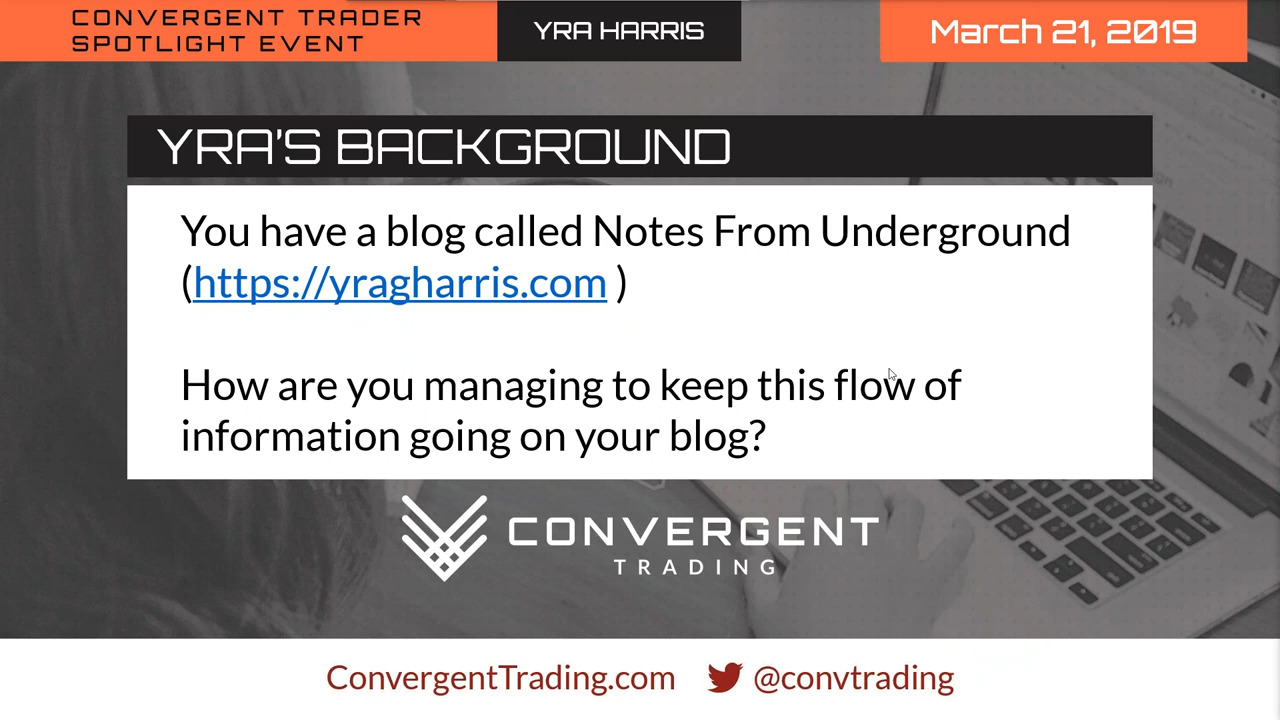 CONVERGENT TRADER
SPOTLIGHT EVENT
YRA HARRIS
March 21, 2019
YRA'S BACKGROUND
You have a blog called Notes From Underground
(https://yragharris.com )
How are you managing to keep this flow of
information going on your blog?
CONVERGENT
TRADING
ConvergentTrading.com
@convtrading